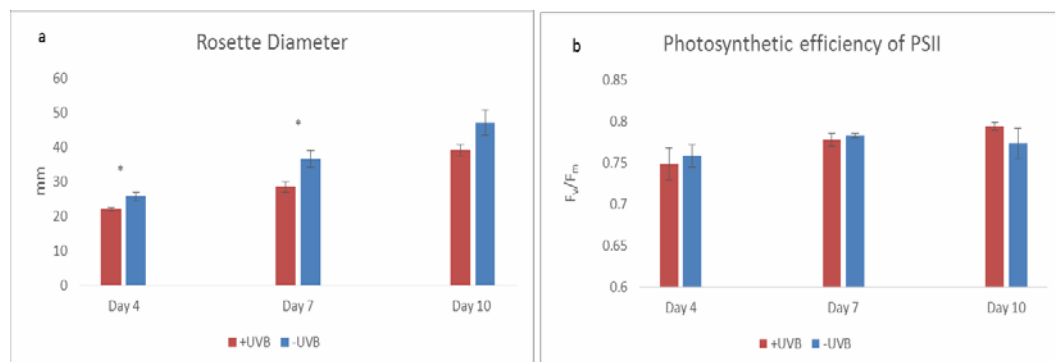 a
Rosette Diameter
60
50
40
30
20
10
0
mm
*
*
Day 4
Day 7
Day 10
+UVB
-UVB
b
Photosynthetic efficiency of PSII
0.85
0.8
0.75
0.7
0.65
0.6
Fv/Fm
Day 4
Day 7
Day 10
+UVB
-UVB